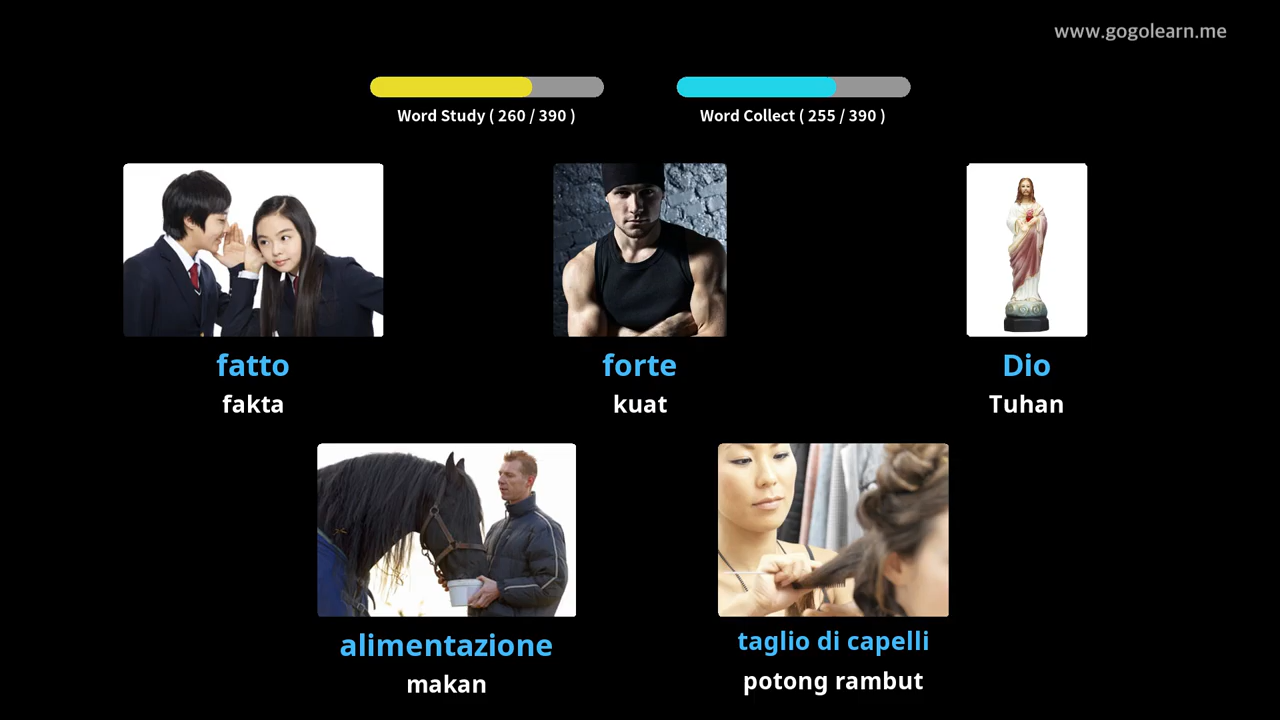 www.gogolearn.me
Word Study ( 260 / 390 )
Word Collect ( 255 / 390 )
fatto
fakta
forte
kuat
Dio
Tuhan
alimentazione
makan
taglio di capelli
potong rambut